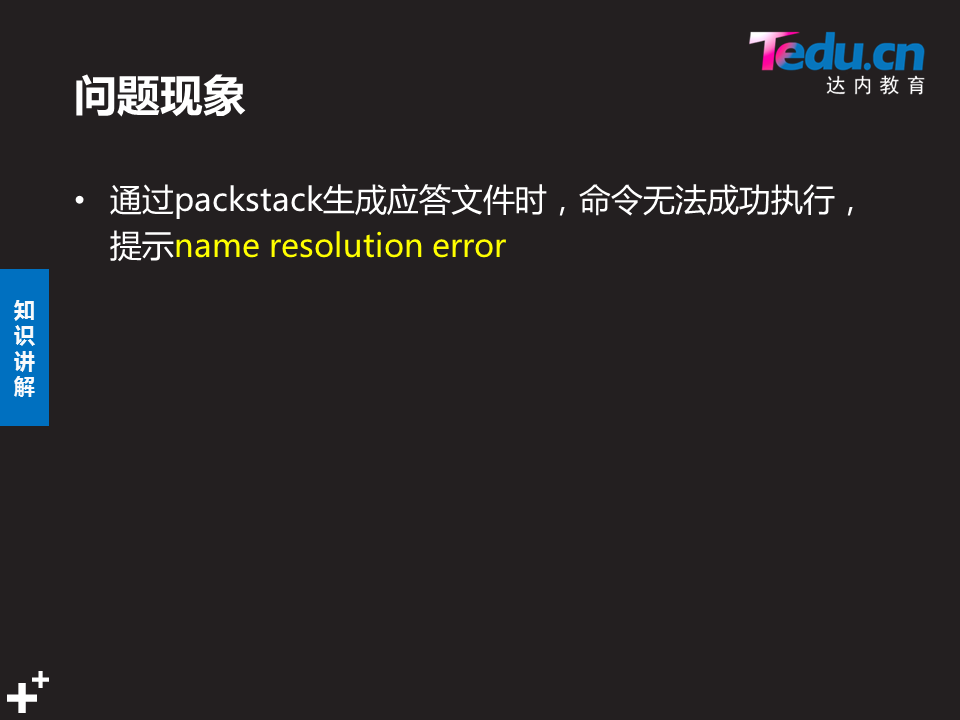 Tedu.cn
达内教育
问题现象
• 通过packstack生成应答文件时，命令无法成功执行，
提示name resolution error
知
识
讲
解